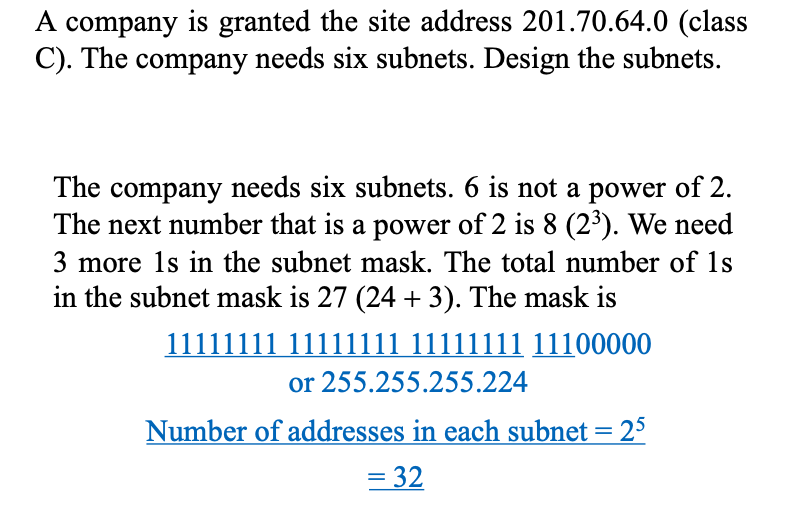 A company is granted the site address 201.70.64.0 (class
C). The company needs six subnets. Design the subnets.
The company needs six subnets. 6 is not a power of 2.
The next number that is a power of 2 is 8 (2³). We need
3 more 1s in the subnet mask. The total number of 1s
in the subnet mask is 27 (24 + 3). The mask is
11111111 11111111 11111111 11100000
or 255.255.255.224
Number of addresses in each subnet = 2⁵
= 32